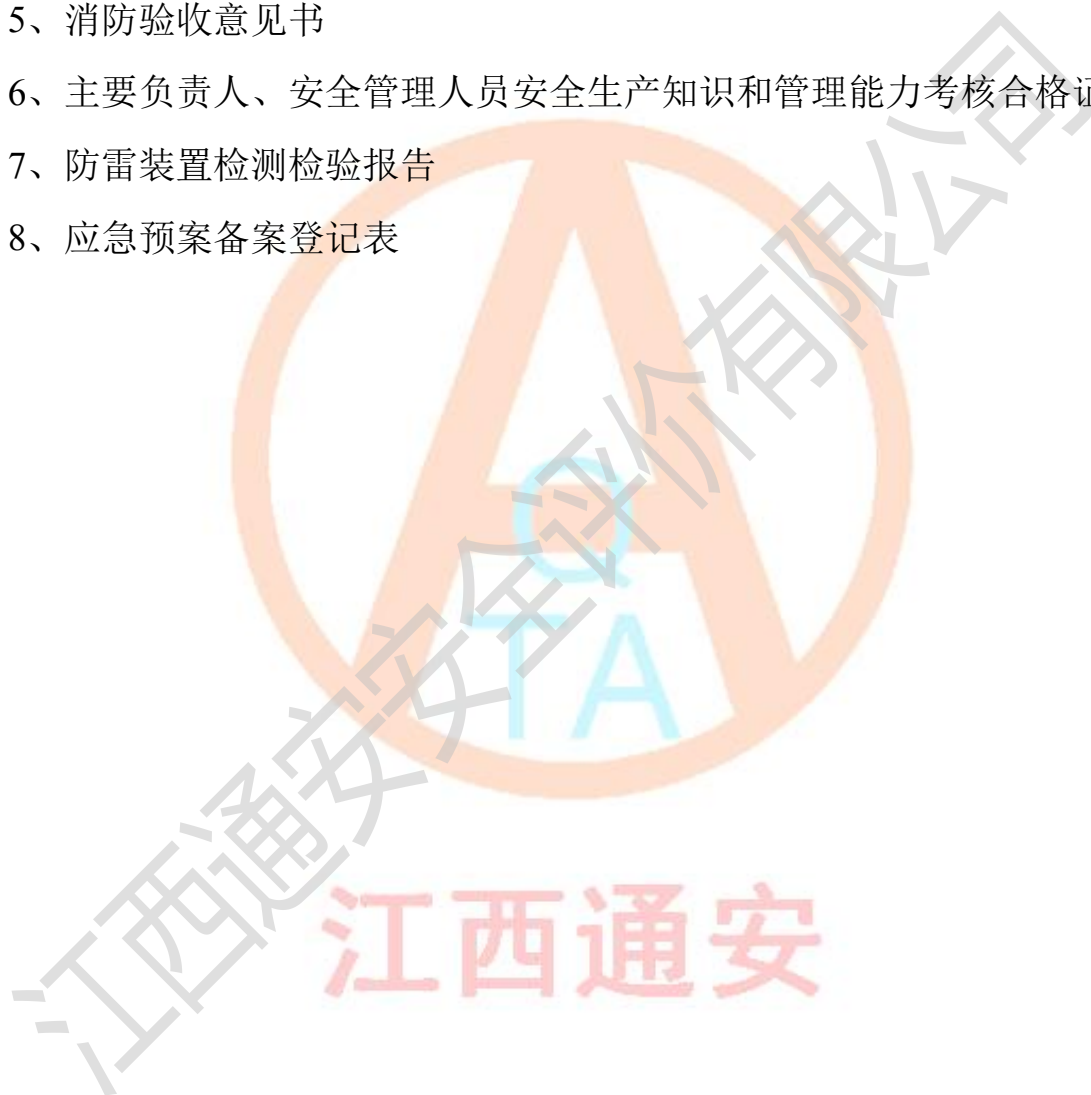 5、消防验收意见书
6、主要负责人、安全管理人员安全生产知识和管理能力考核合格证
7、防雷装置检测检验报告
8、应急预案备案登记表
Q
TA
江西通安
江西通安安全评价有限公司